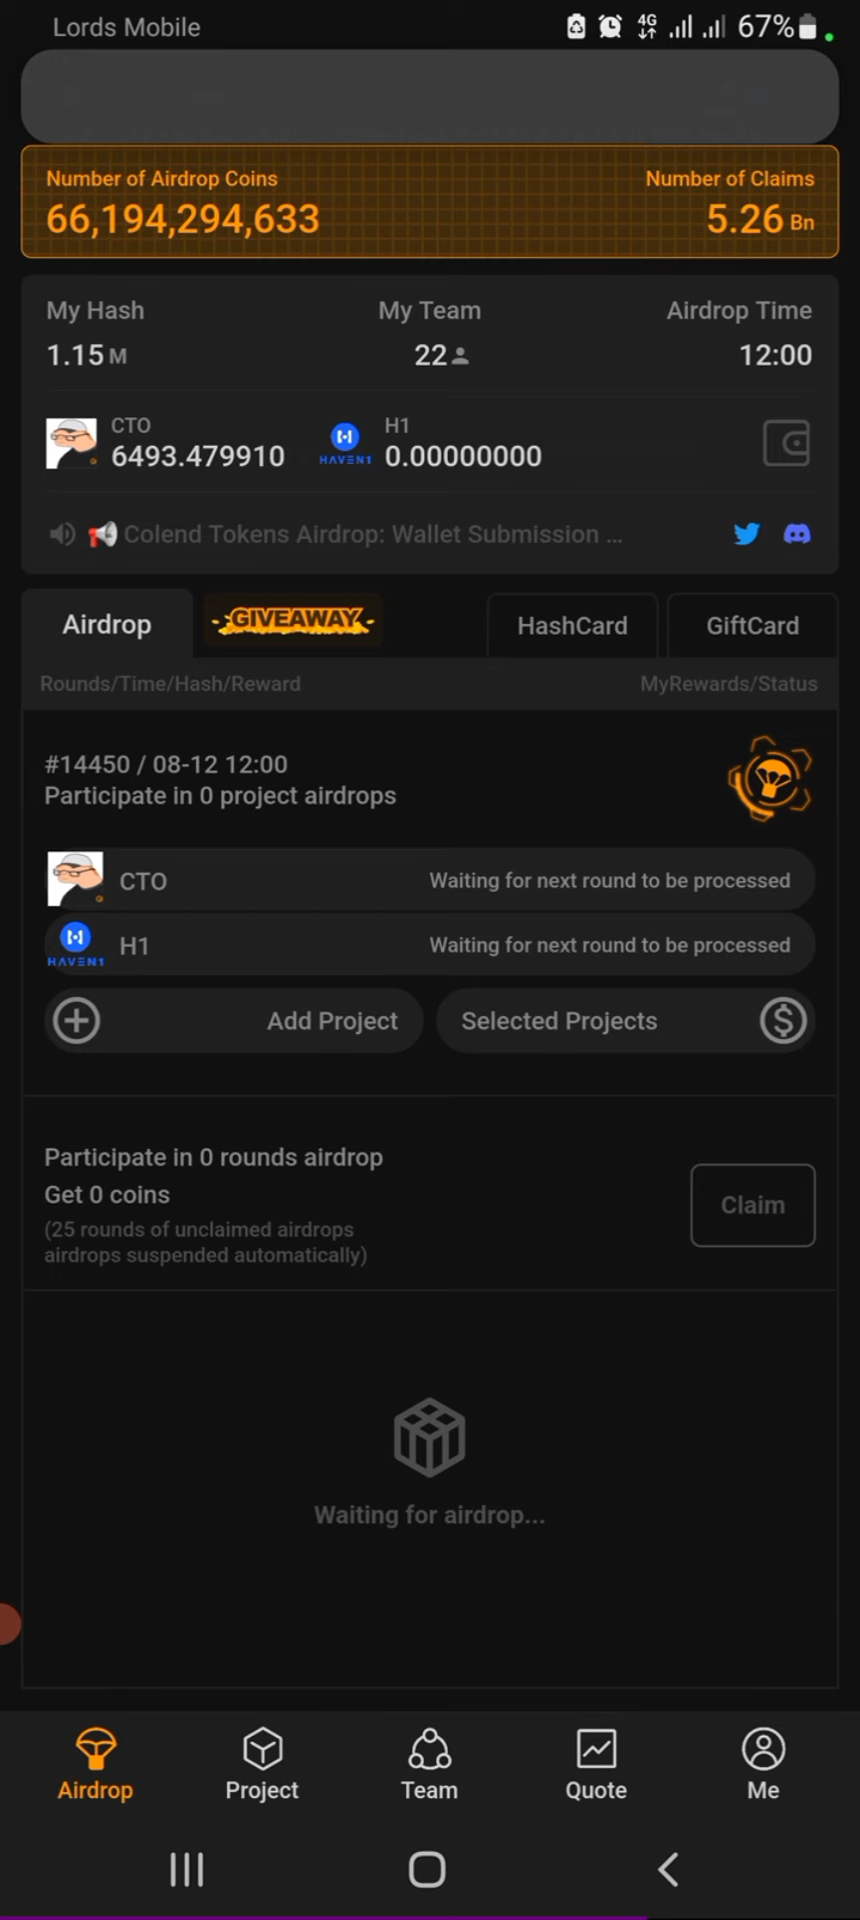 Lords Mobile
4G 67%
Number of Airdrop Coins Number of Claims
66,194,294,633 5.26 Bn
My Hash My Team Airdrop Time
1.15 M 22 12:00
CTO H1
6493.479910 HAVEN1 0.00000000
Colend Tokens Airdrop: Wallet Submission ...
Airdrop GIVEAWAY HashCard GiftCard
Rounds/Time/Hash/Reward MyRewards/Status
#14450 / 08-12 12:00
Participate in 0 project airdrops
CTO Waiting for next round to be processed
H1 Waiting for next round to be processed
HAVEN1
Add Project Selected Projects
Participate in 0 rounds airdrop
Get 0 coins
Claim
(25 rounds of unclaimed airdrops
airdrops suspended automatically)
Waiting for airdrop...
Airdrop Project Team Quote Me